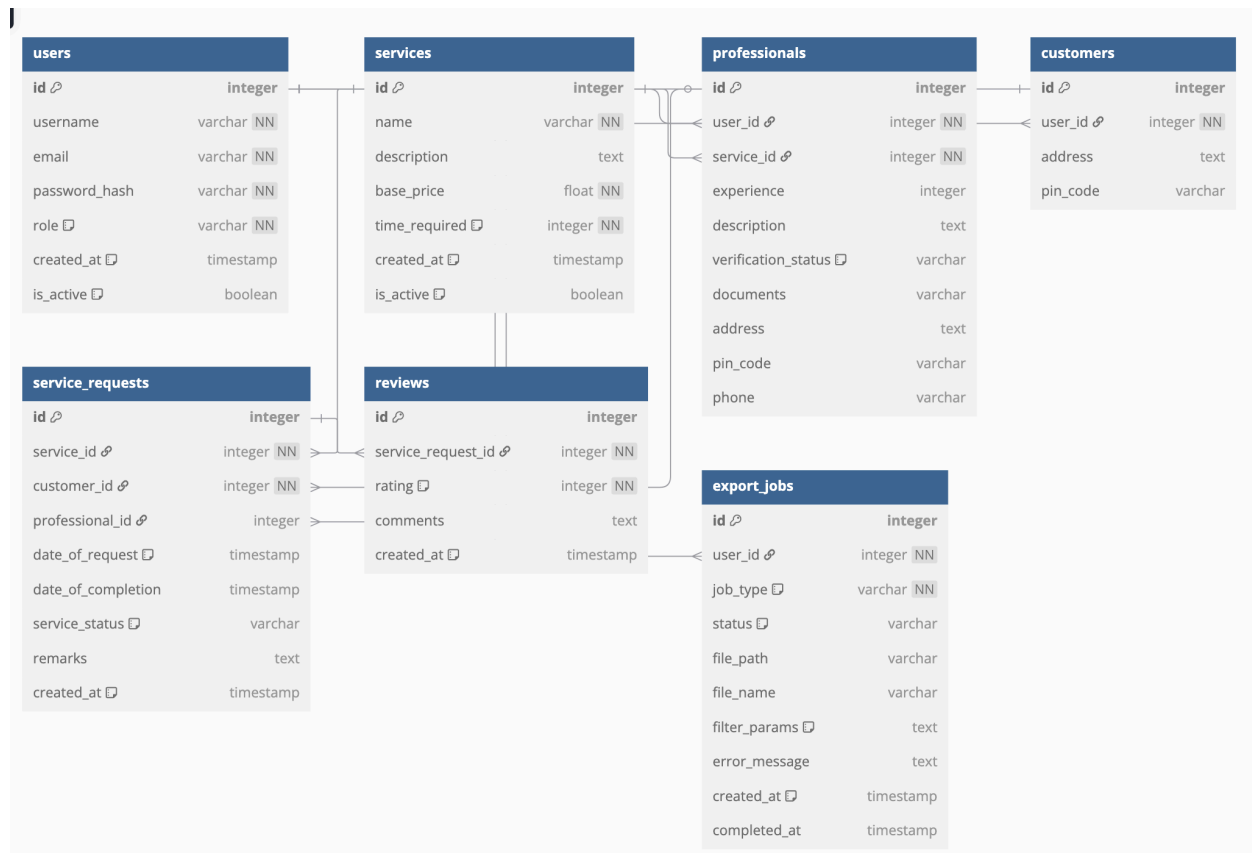 users
id integer
username varchar NN
email varchar NN
password_hash varchar NN
role varchar NN
created_at timestamp
is_active boolean
services
id integer
name varchar NN
description text
base_price float NN
time_required integer NN
created_at timestamp
is_active boolean
professionals
id integer
user_id integer NN
service_id integer NN
experience integer
description text
verification_status varchar
documents varchar
address text
pin_code varchar
phone varchar
customers
id integer
user_id integer NN
address text
pin_code varchar
service_requests
id integer
service_id integer NN
customer_id integer NN
professional_id integer
date_of_request timestamp
date_of_completion timestamp
service_status varchar
remarks text
created_at timestamp
reviews
id integer
service_request_id integer NN
rating integer NN
comments text
created_at timestamp
export_jobs
id integer
user_id integer NN
job_type varchar NN
status varchar
file_path varchar
file_name varchar
filter_params text
error_message text
created_at timestamp
completed_at timestamp